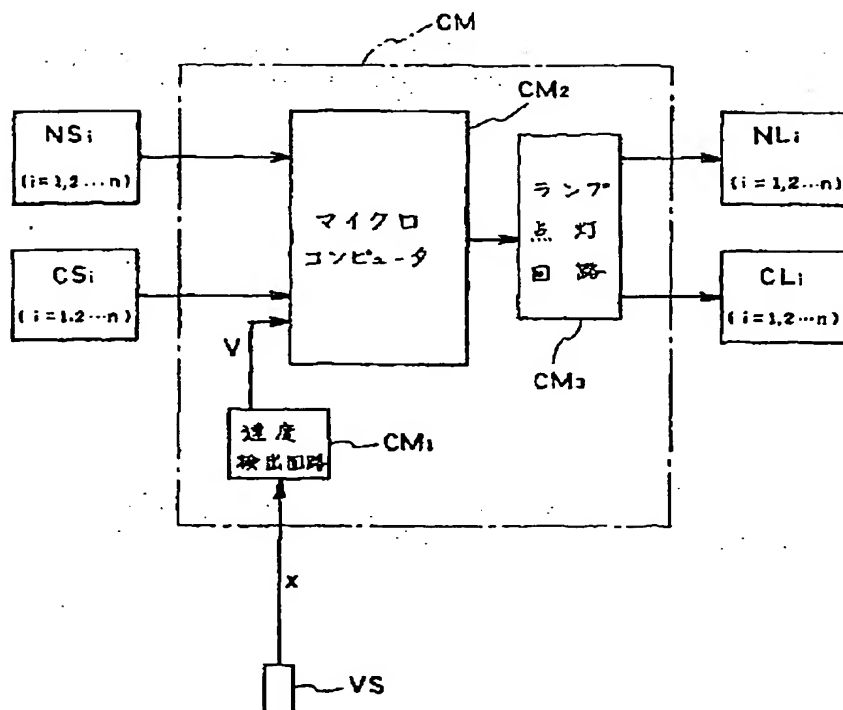 CM
CM₂
NSi
(i=1,2…n)
マイクロ
コンピュータ
ランプ
点灯
回路
NLi
(i=1,2…n)
CSi
(i=1.2…n)
CLi
(i=1,2…n)
V
CM₃
速度
検出回路
CM₁
x
VS